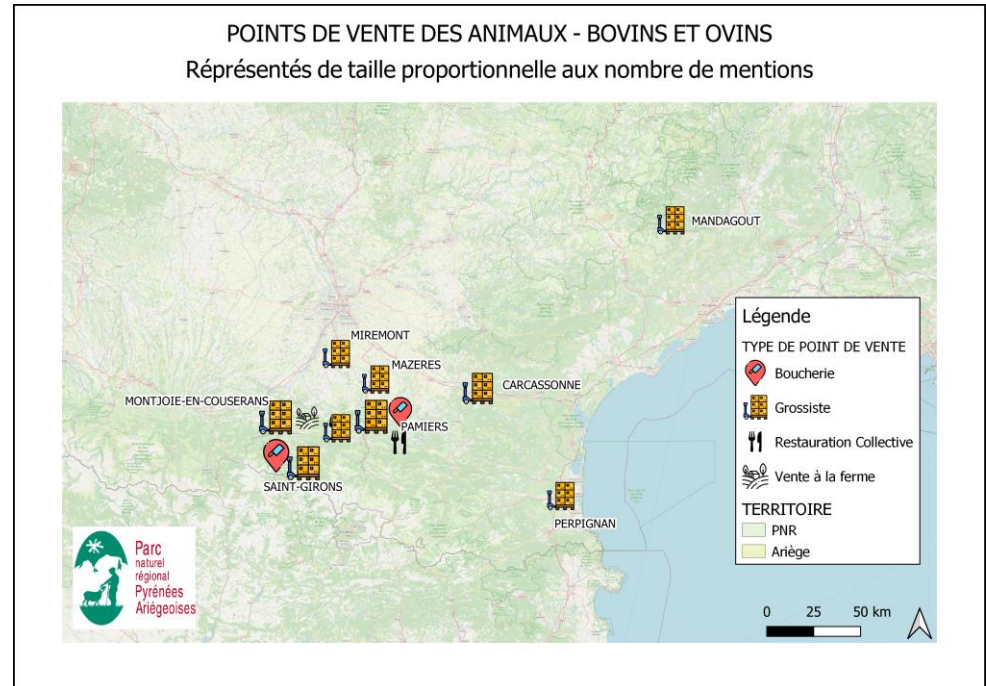 POINTS DE VENTE DES ANIMAUX - BOVINS ET OVINS
Réprésentés de taille proportionnelle aux nombre de mentions
MANDAGOUT
MIREMONT
MAZERES
CARCASSONNE
MONTJOIE-EN-COUSERANS
PAMIERS
SAINT-GIRONS
PERPIGNAN
Légende
TYPE DE POINT DE VENTE
Boucherie
Grossiste
Restauration Collective
Vente à la ferme
TERRITOIRE
PNR
Ariège
Parc
naturel
régional
Pyrénées
Ariégeoises
0 25 50 km